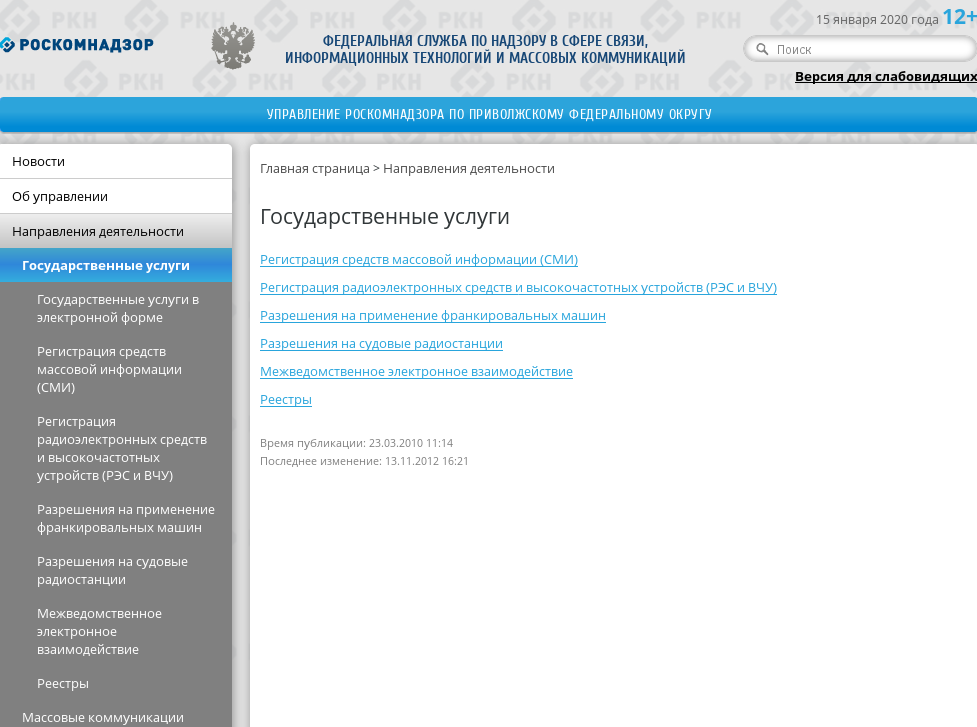 15 января 2020 года 12+
РОСКОМНАДЗОР
ФЕДЕРАЛЬНАЯ СЛУЖБА ПО НАДЗОРУ В СФЕРЕ СВЯЗИ,
ИНФОРМАЦИОННЫХ ТЕХНОЛОГИЙ И МАССОВЫХ КОММУНИКАЦИЙ
Поиск
Версия для слабовидящих
УПРАВЛЕНИЕ РОСКОМНАДЗОРА ПО ПРИВОЛЖСКОМУ ФЕДЕРАЛЬНОМУ ОКРУГУ
Новости
Об управлении
Направления деятельности
Государственные услуги
Государственные услуги в
электронной форме
Регистрация средств
массовой информации
(СМИ)
Регистрация
радиоэлектронных средств
и высокочастотных
устройств (РЭС и ВЧУ)
Разрешения на применение
франкировальных машин
Разрешения на судовые
радиостанции
Межведомственное
электронное
взаимодействие
Реестры
Массовые коммуникации
Главная страница > Направления деятельности
Государственные услуги
Регистрация средств массовой информации (СМИ)
Регистрация радиоэлектронных средств и высокочастотных устройств (РЭС и ВЧУ)
Разрешения на применение франкировальных машин
Разрешения на судовые радиостанции
Межведомственное электронное взаимодействие
Реестры
Время публикации: 23.03.2010 11:14
Последнее изменение: 13.11.2012 16:21